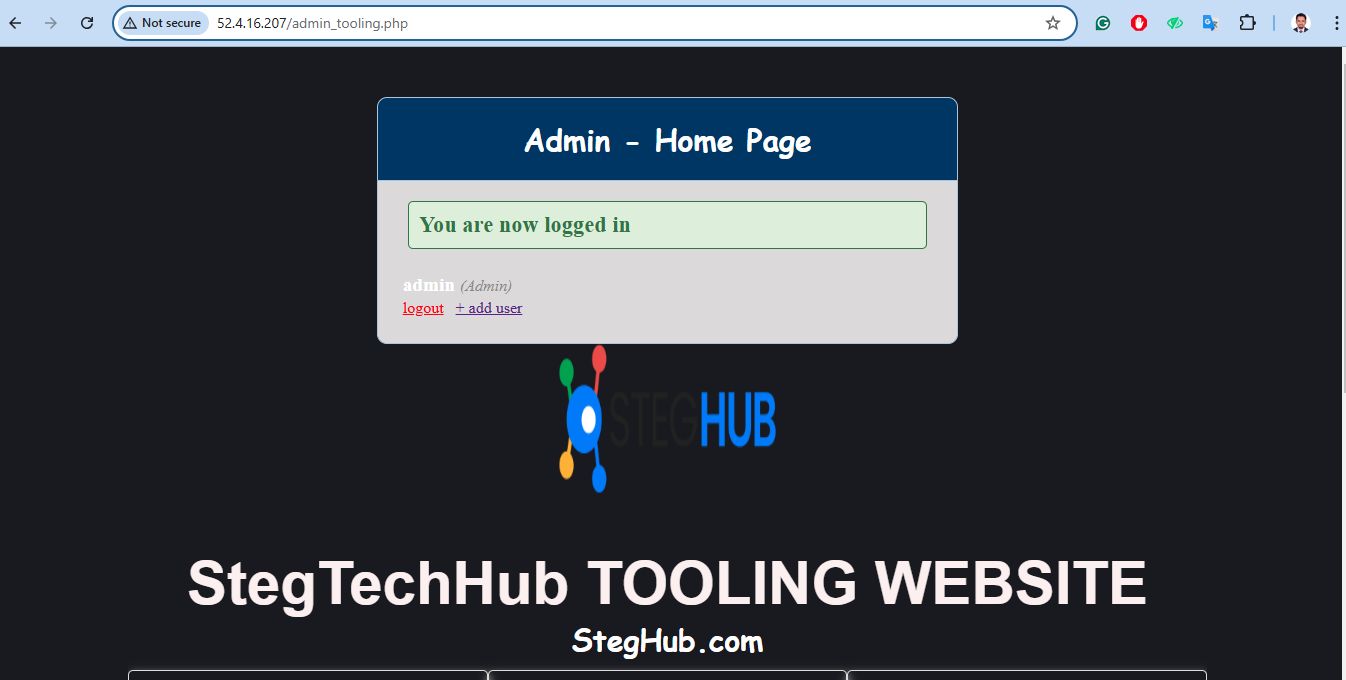 Not secure 52.4.16.207/admin_tooling.php
Admin - Home Page
You are now logged in
admin (Admin)
logout + add user
STEGHUB
StegTechHub TOOLING WEBSITE
StegHub.com